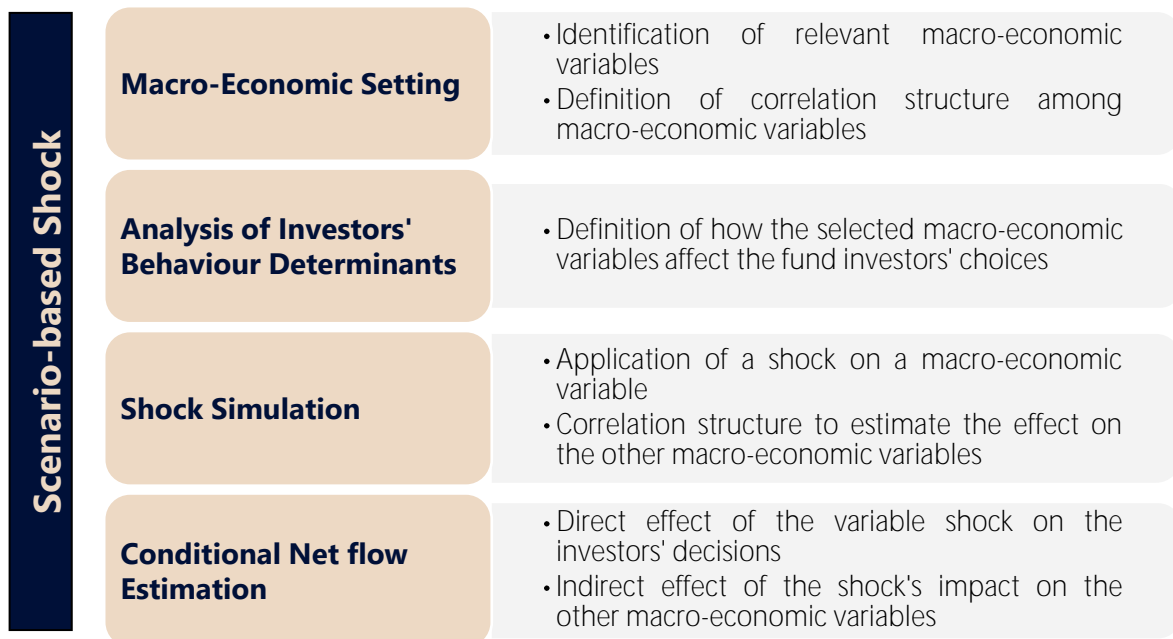 Scenario-based Shock
Macro-Economic Setting
• Identification of relevant macro-economic
variables
• Definition of correlation structure among
macro-economic variables
Analysis of Investors'
Behaviour Determinants
• Definition of how the selected macro-economic
variables affect the fund investors' choices
Shock Simulation
• Application of a shock on a macro-economic
variable
• Correlation structure to estimate the effect on
the other macro-economic variables
Conditional Net flow
Estimation
• Direct effect of the variable shock on the
investors' decisions
• Indirect effect of the shock's impact on the
other macro-economic variables